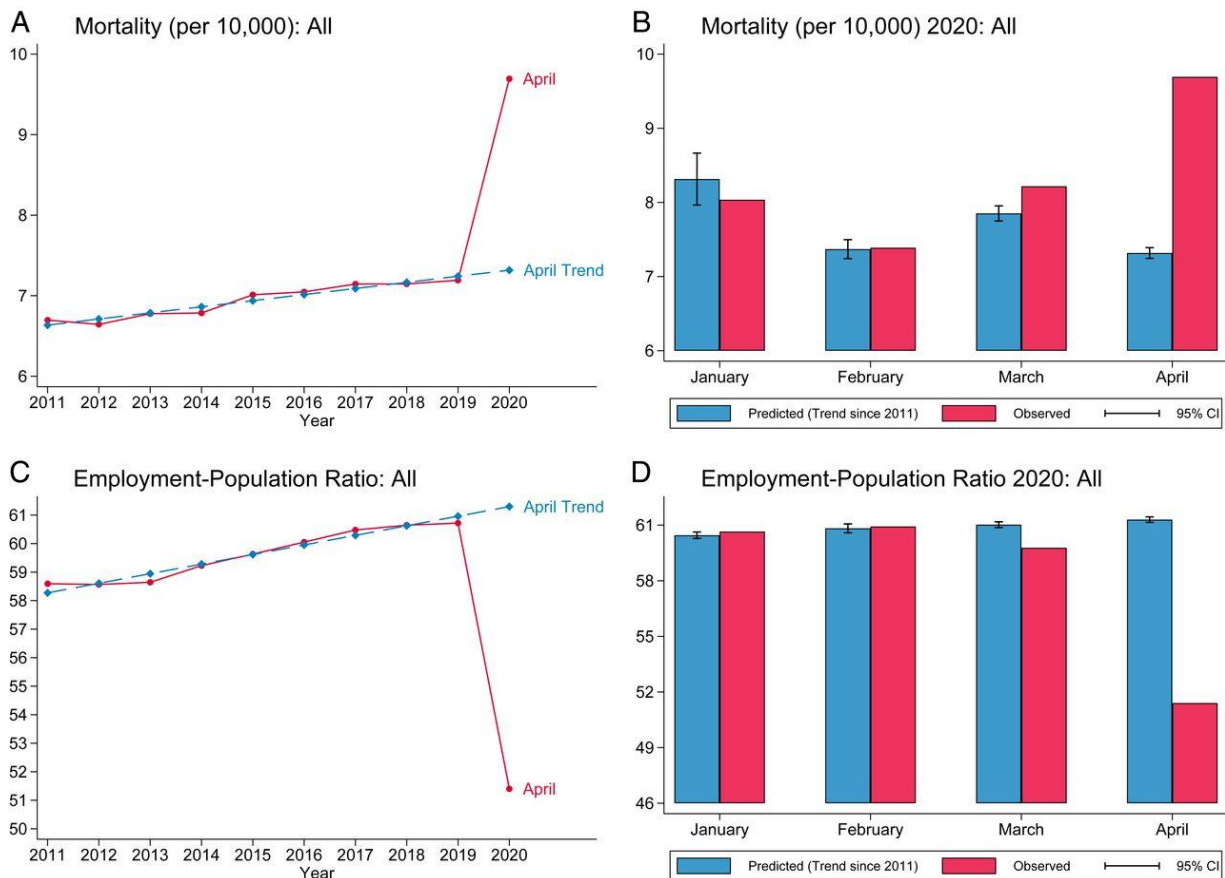 A Mortality (per 10,000): All
10
9
8
7
6
April
April Trend
2011 2012 2013 2014 2015 2016 2017 2018 2019 2020
Year
B Mortality (per 10,000) 2020: All
10
9
8
7
6
January February March April
Predicted (Trend since 2011) Observed 95% CI
C Employment-Population Ratio: All
61
60
59
58
57
56
55
54
53
52
51
50
April Trend
April
2011 2012 2013 2014 2015 2016 2017 2018 2019 2020
Year
D Employment-Population Ratio 2020: All
61
58
55
52
49
46
January February March April
Predicted (Trend since 2011) Observed 95% CI